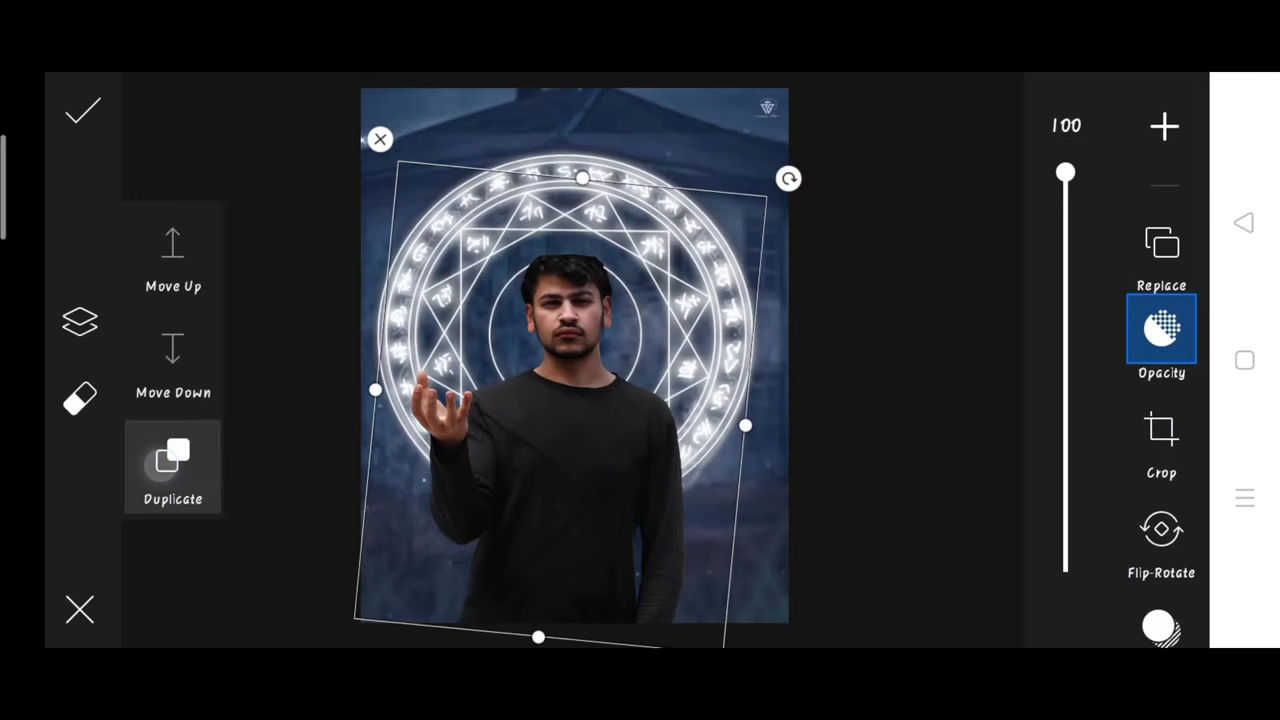 100
Move Up
Move Down
Duplicate
Replace
Opacity
Crop
Flip-Rotate